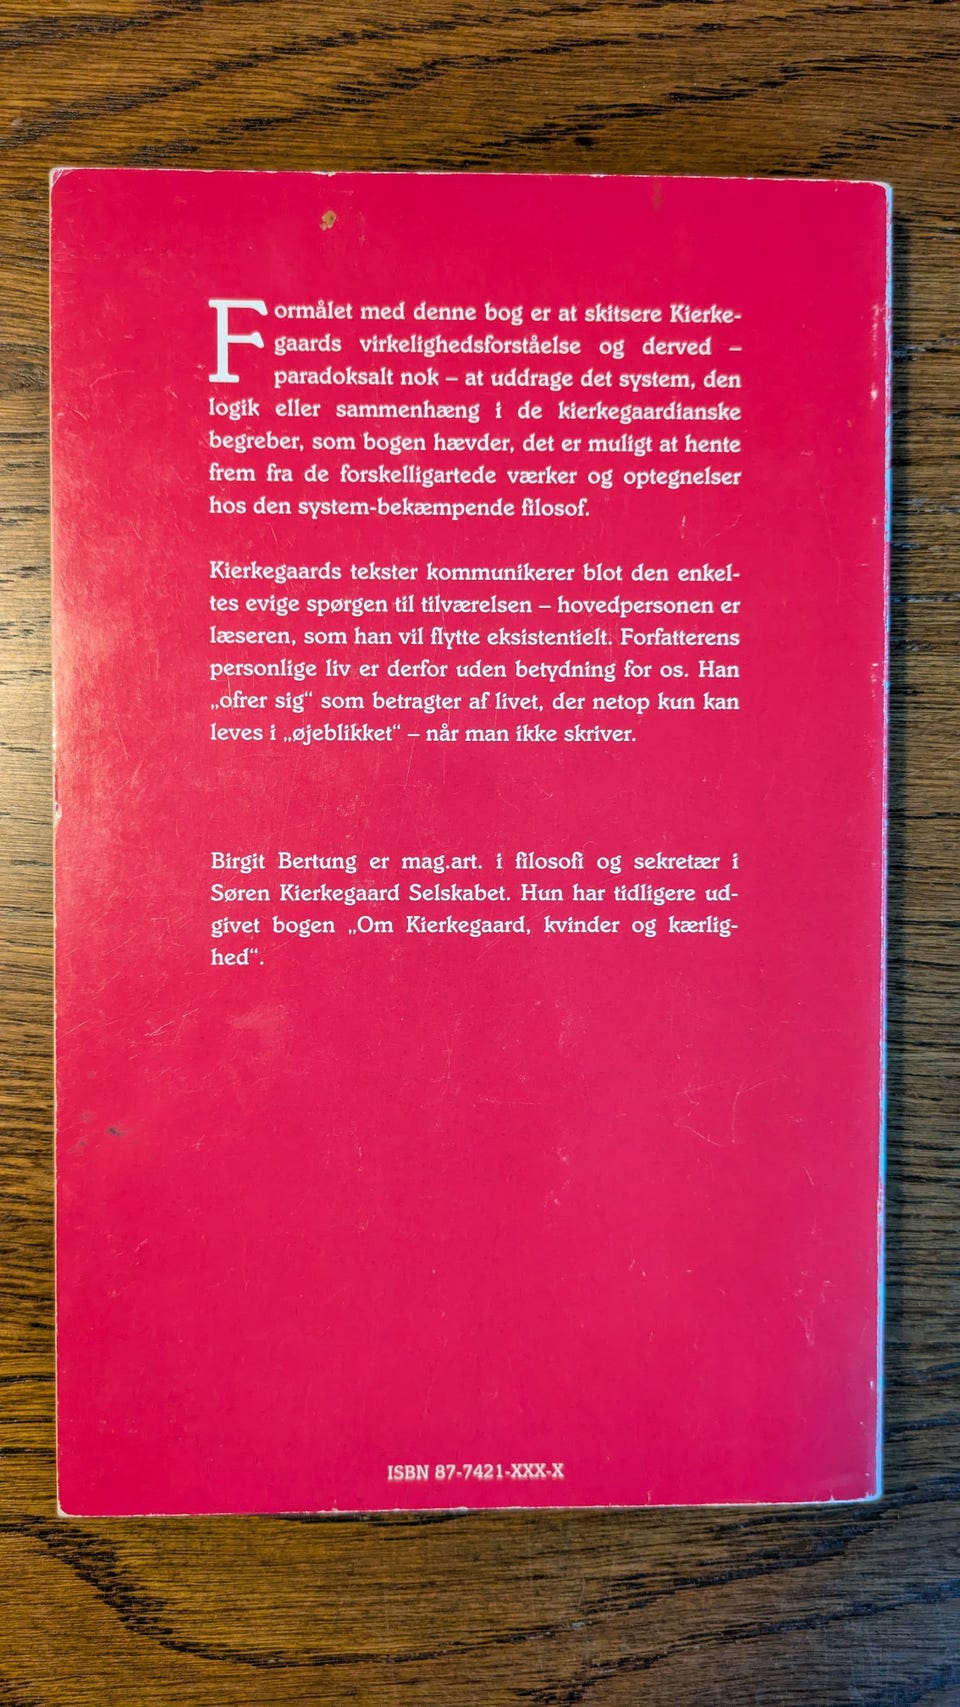 Formålet med denne bog er at skitsere Kierke-
gaards virkelighedsforståelse og derved –
paradoksalt nok – at uddrage det system, den
logik eller sammenhæng i de kierkegaardianske
begreber, som bogen hævder, det er muligt at hente
frem fra de forskelligartede værker og optegnelser
hos den system-bekæmpende filosof.
Kierkegaards tekster kommunikerer blot den enkel-
tes evige spørgen til tilværelsen – hovedpersonen er
læseren, som han vil flytte eksistentielt. Forfatterens
personlige liv er derfor uden betydning for os. Han
„ofrer sig“ som betragter af livet, der netop kun kan
leves i „øjeblikket“ – når man ikke skriver.
Birgit Bertung er mag.art. i filosofi og sekretær i
Søren Kierkegaard Selskabet. Hun har tidligere ud-
givet bogen „Om Kierkegaard, kvinder og kærlig-
hed“.
ISBN 87-7421-XXX-X